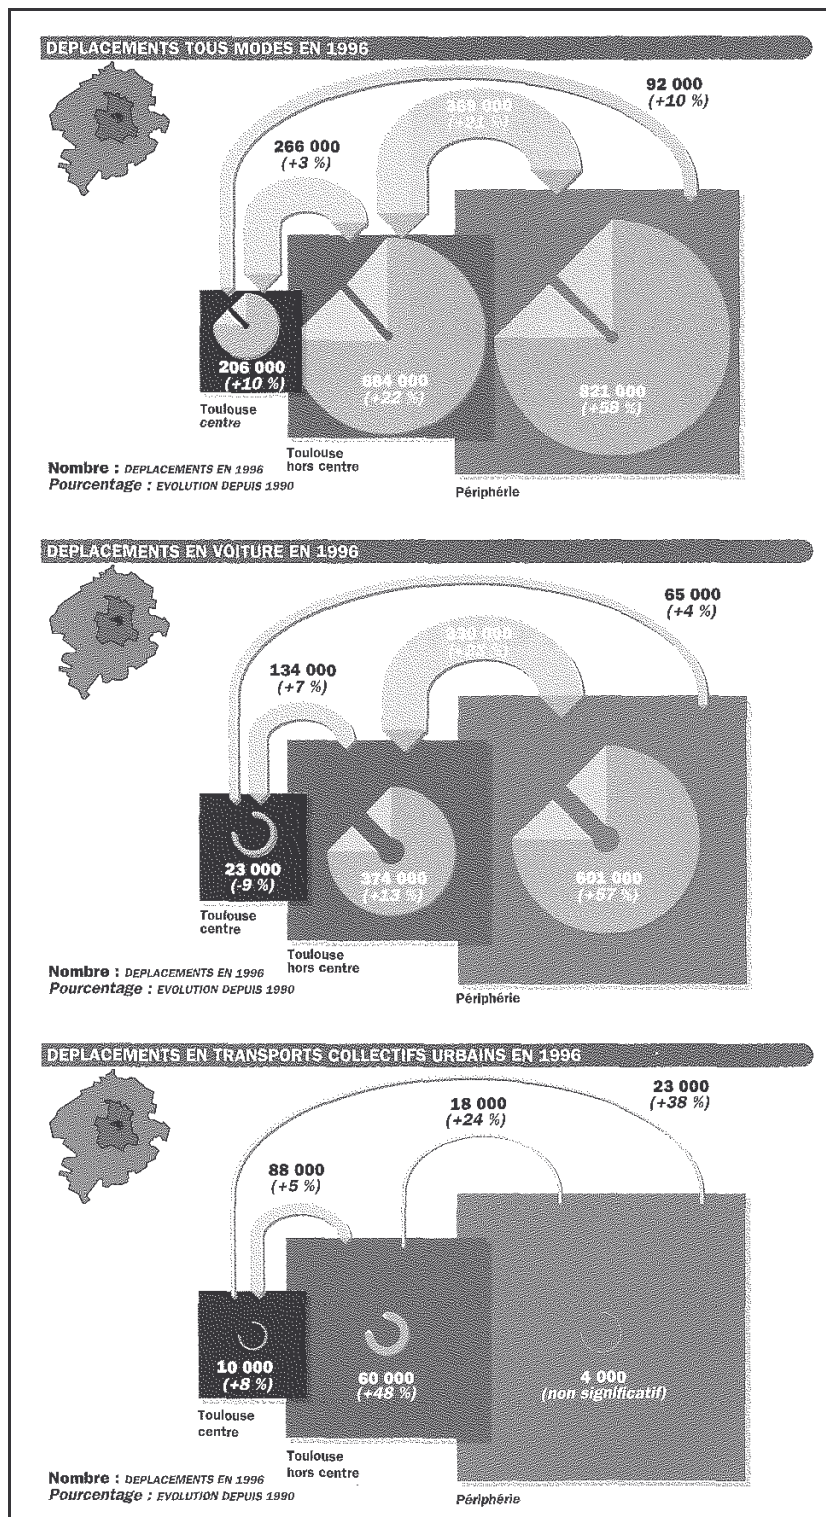 DEPLACEMENTS TOUS MODES EN 1996
92 000
(+10 %)
266 000
(+3 %)
206 000
(+10 %)
684 000
(+22 %)
821 000
Toulouse
centre
Toulouse
hors centre
Périphérie
Nombre : DEPLACEMENTS EN 1996
Pourcentage : EVOLUTION DEPUIS 1990
DEPLACEMENTS EN VOITURE EN 1996
65 000
(+4 %)
134 000
(+7 %)
23 000
(-9 %)
374 000
(+13 %)
601 000
(+67 %)
Toulouse
centre
Toulouse
hors centre
Périphérie
Nombre : DEPLACEMENTS EN 1996
Pourcentage : EVOLUTION DEPUIS 1990
DEPLACEMENTS EN TRANSPORTS COLLECTIFS URBAINS EN 1996
23 000
(+38 %)
18 000
(+24 %)
88 000
(+5 %)
10 000
(+8 %)
60 000
(+48 %)
4 000
(non significatif)
Toulouse
centre
Toulouse
hors centre
Périphérie
Nombre : DEPLACEMENTS EN 1996
Pourcentage : EVOLUTION DEPUIS 1990